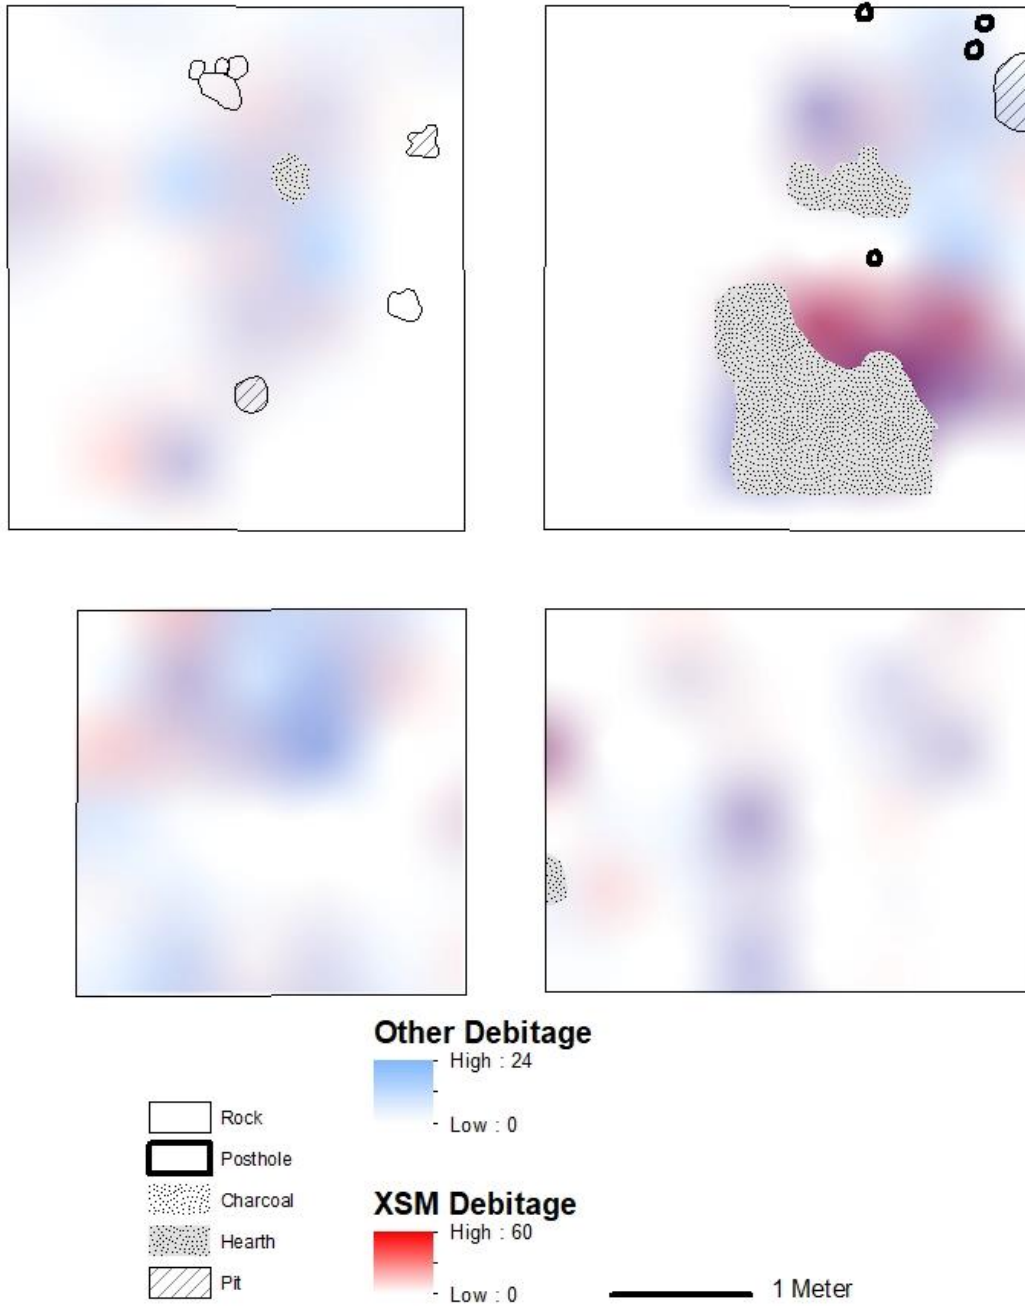 Other Debitage
High : 24
Low : 0
Rock
Posthole
Charcoal
Hearth
Pit
XSM Debitage
High : 60
Low : 0
1 Meter